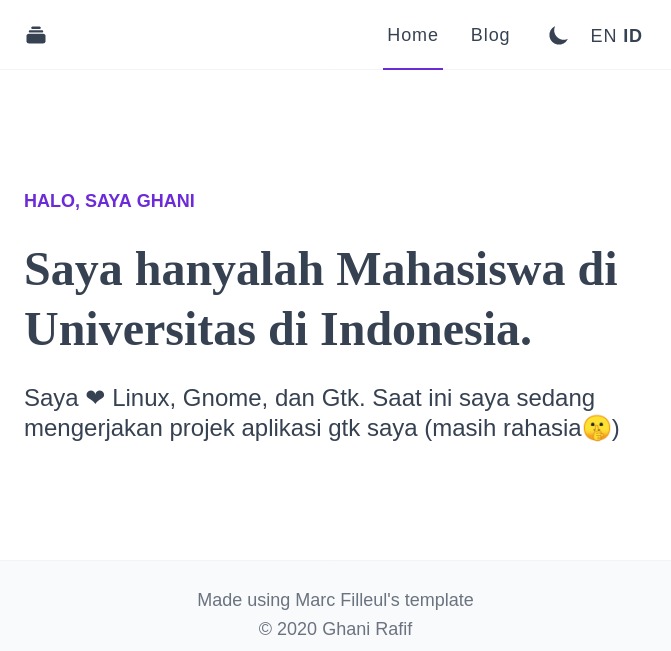 Home Blog EN ID
HALO, SAYA GHANI
Saya hanyalah Mahasiswa di
Universitas di Indonesia.
Saya ❤ Linux, Gnome, dan Gtk. Saat ini saya sedang
mengerjakan projek aplikasi gtk saya (masih rahasia🤫)
Made using Marc Filleul's template
© 2020 Ghani Rafif